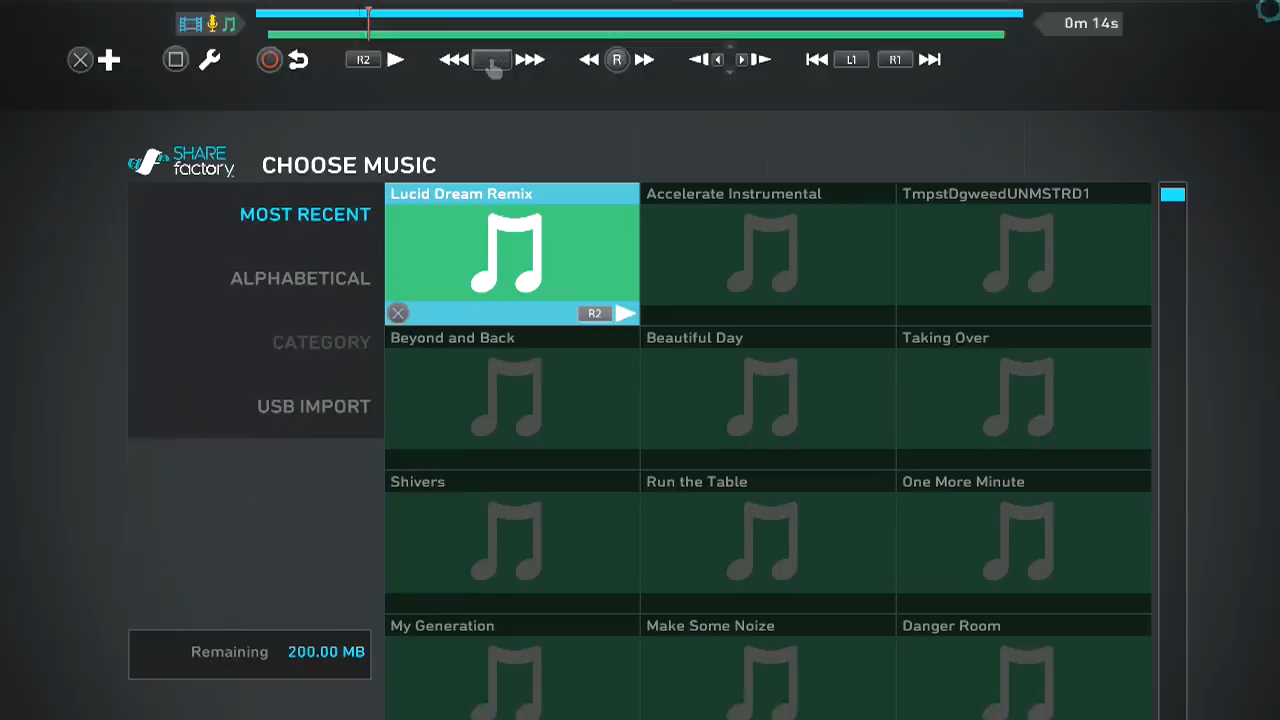 0m 14s
R2
R
L1
R1
SHARE
factory
CHOOSE MUSIC
MOST RECENT
ALPHABETICAL
CATEGORY
USB IMPORT
Lucid Dream Remix
Accelerate Instrumental
TmpstDgweedUNMSTRD1
R2
Beyond and Back
Beautiful Day
Taking Over
Shivers
Run the Table
One More Minute
My Generation
Make Some Noize
Danger Room
Remaining 200.00 MB